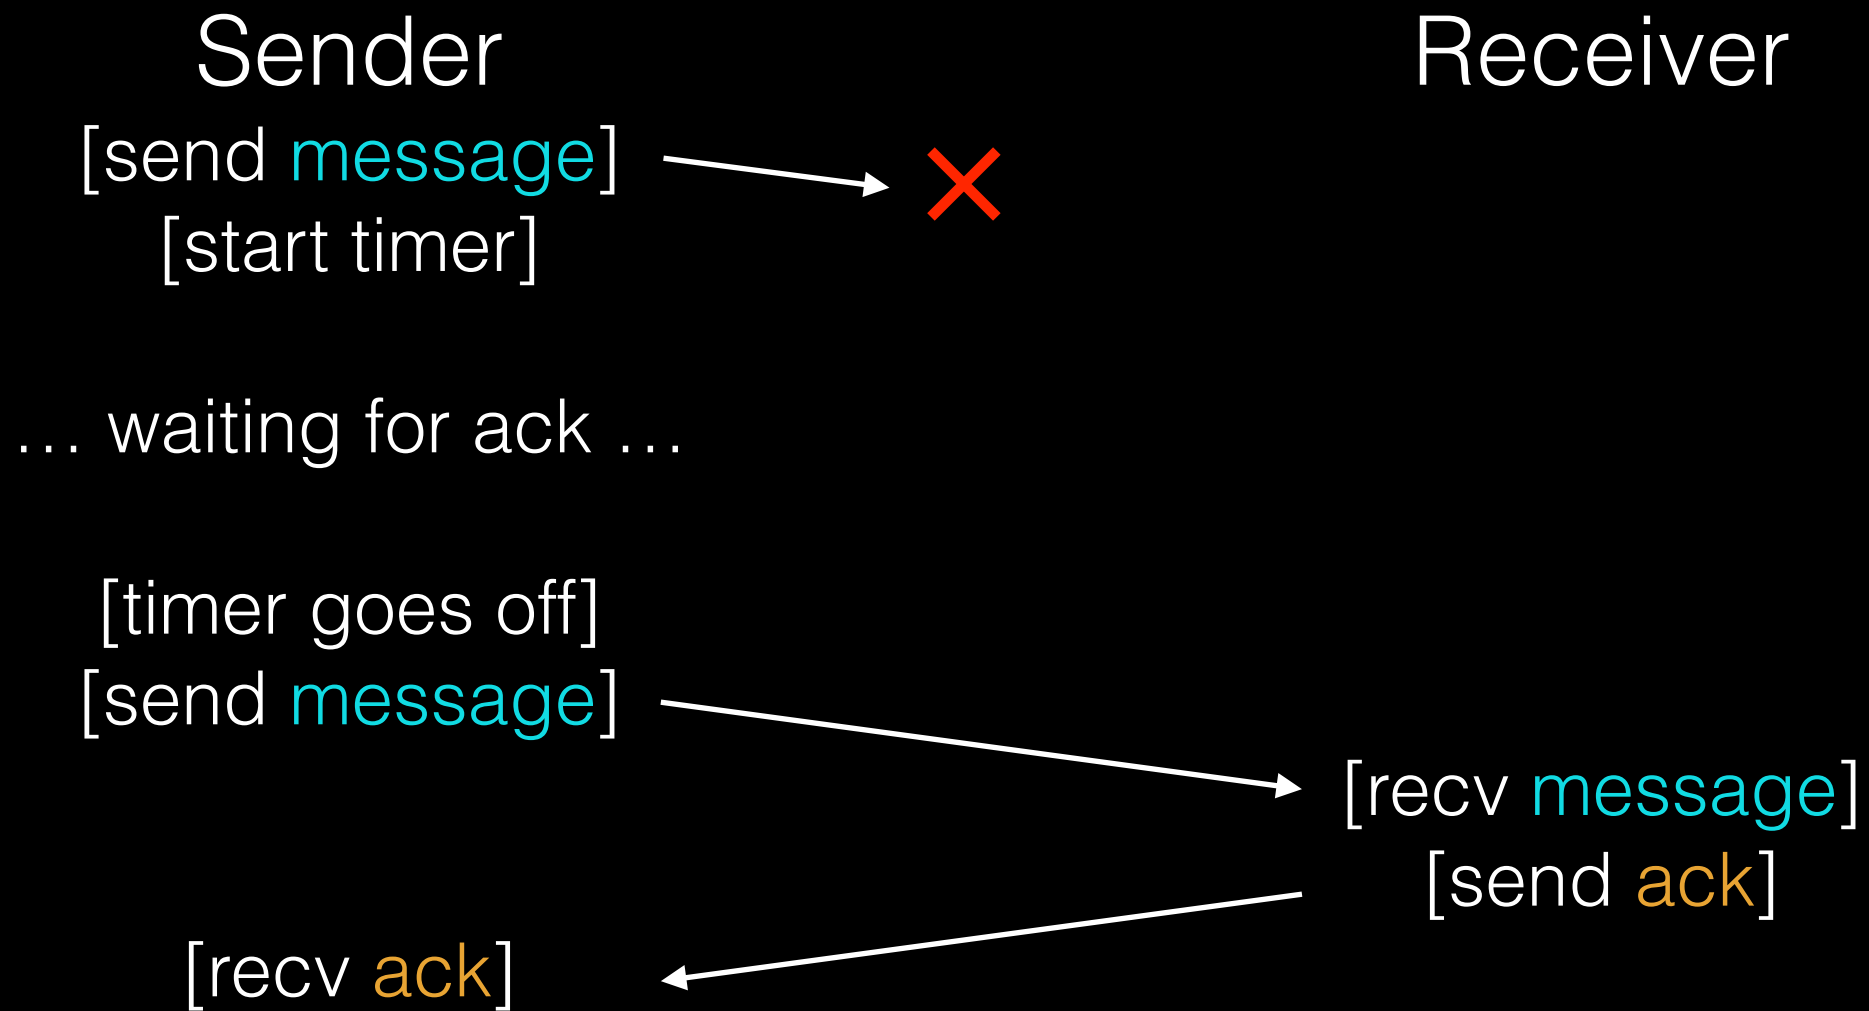 Sender
Receiver
[send message]
[start timer]
… waiting for ack …
[timer goes off]
[send message]
[recv message]
[send ack]
[recv ack]